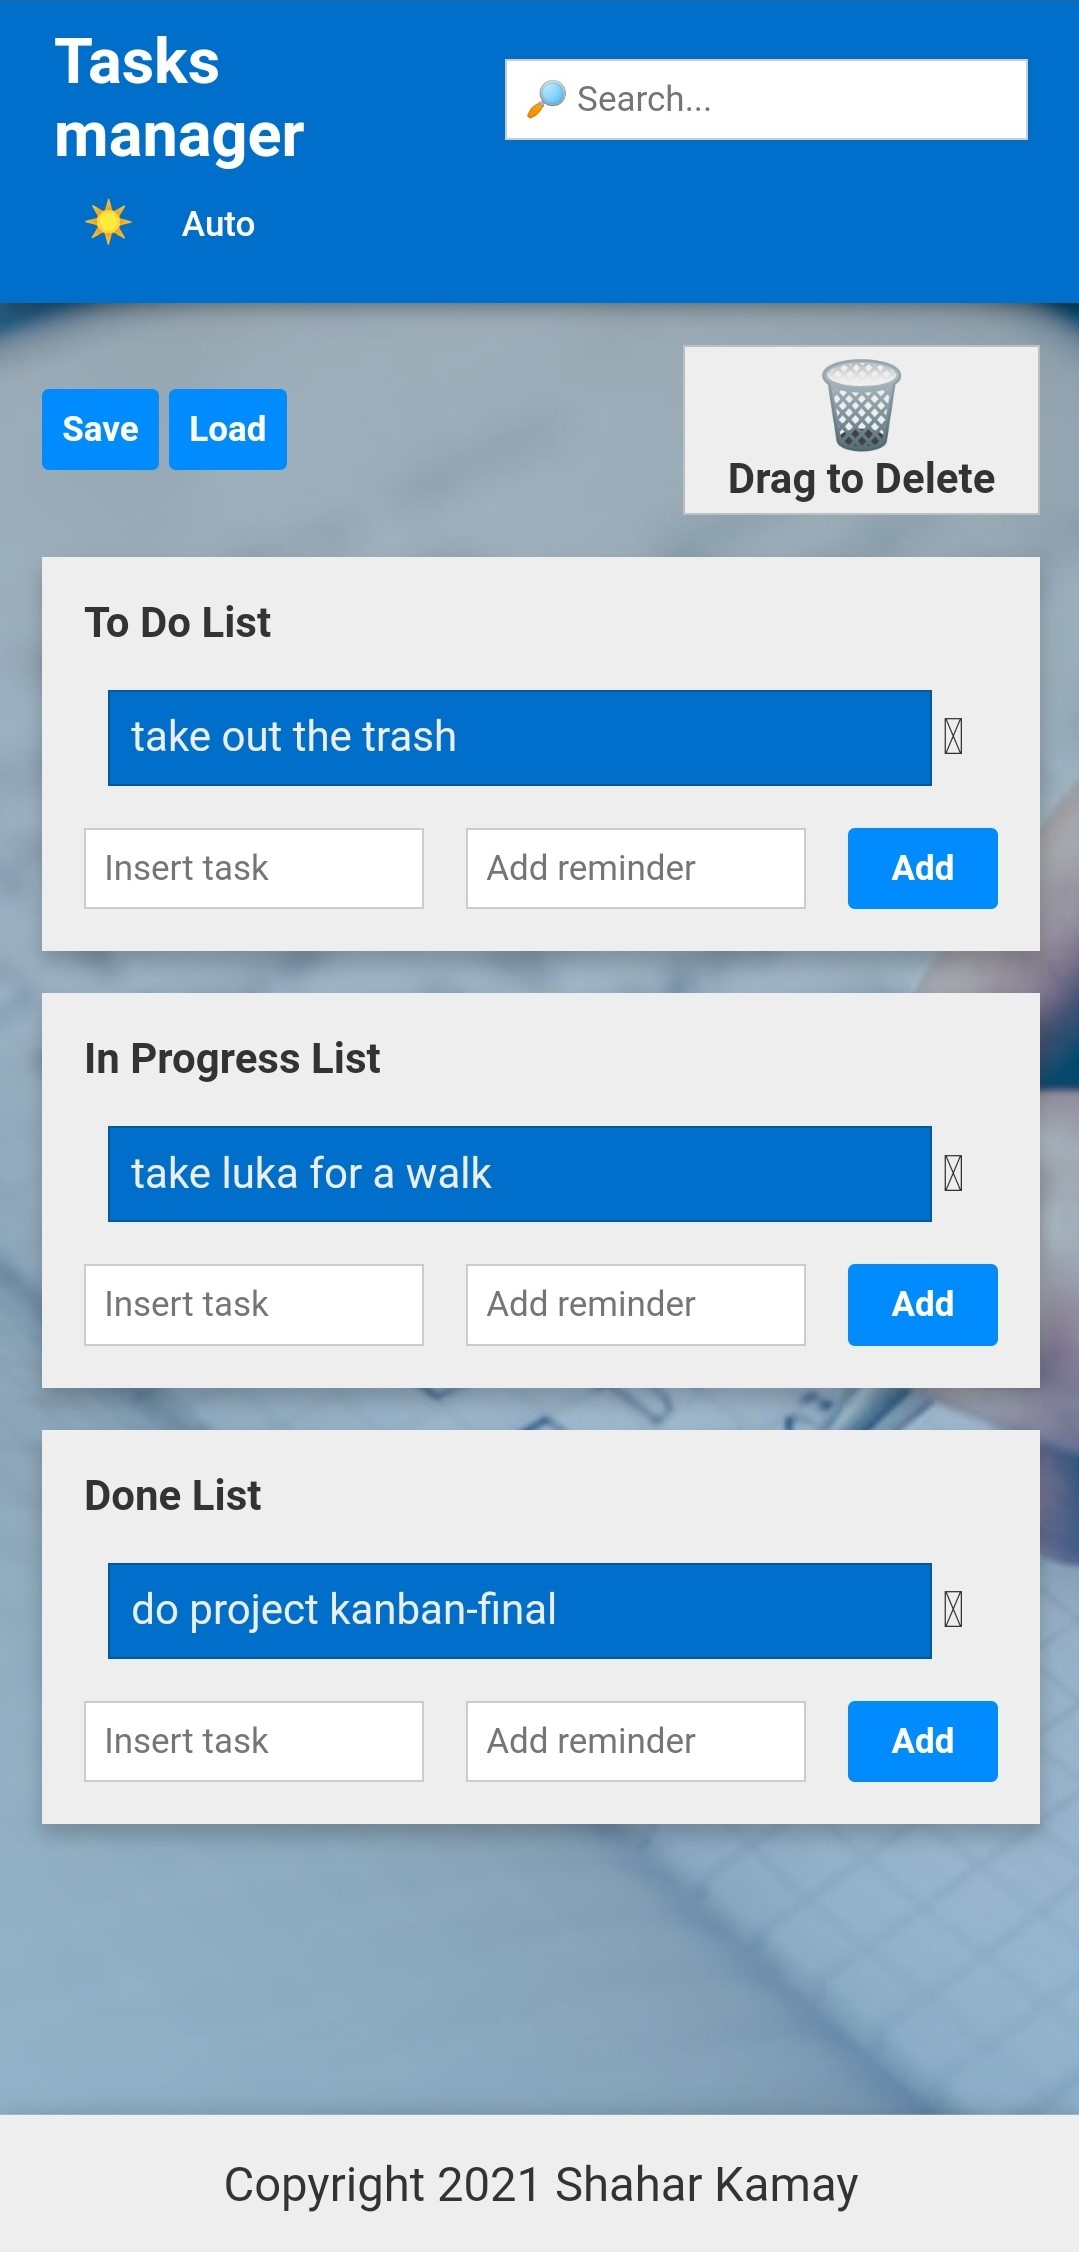 Tasks
manager
🔎 Search...
☀️ Auto
Save Load
🗑️
Drag to Delete
To Do List
take out the trash
Insert task Add reminder Add
In Progress List
take luka for a walk
Insert task Add reminder Add
Done List
do project kanban-final
Insert task Add reminder Add
Copyright 2021 Shahar Kamay